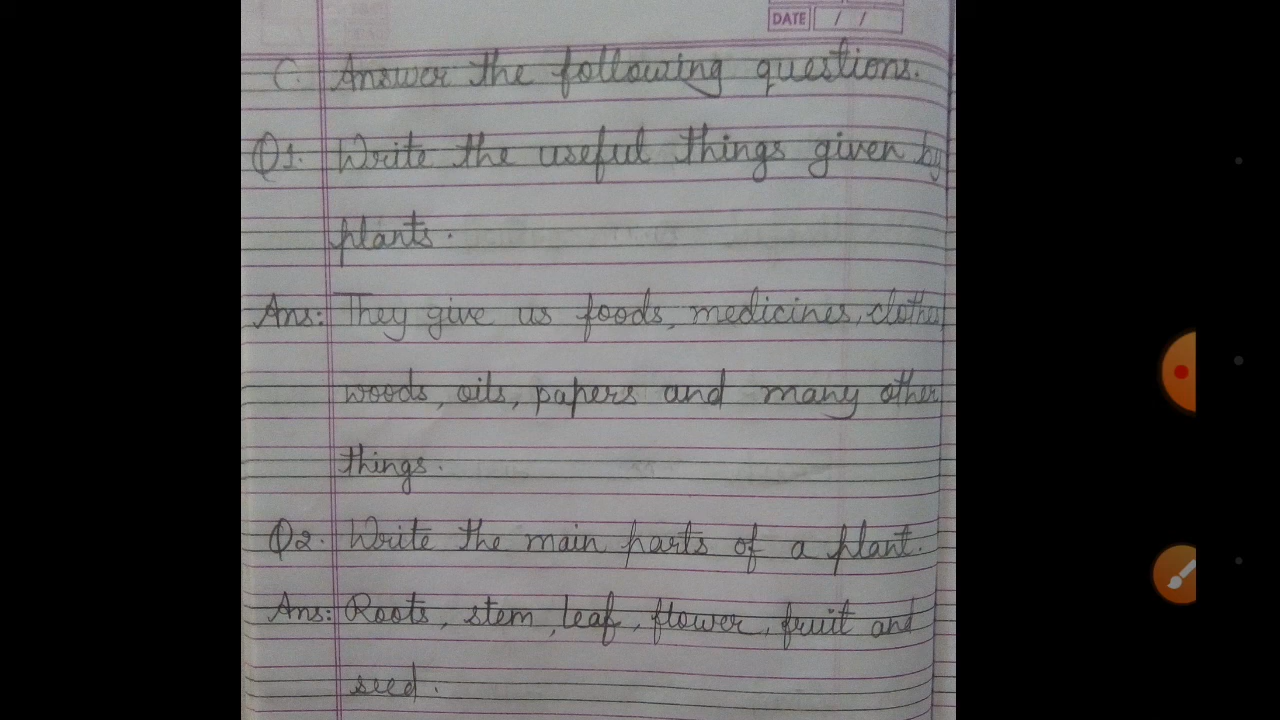 DATE / /
C. Answer the following questions.
Q1. Write the useful things given by
plants.
Ans: They give us foods, medicines, clothes,
woods, oils, papers and many other
things.
Q2. Write the main parts of a plant.
Ans: Roots, stem, leaf, flower, fruit and
seed.